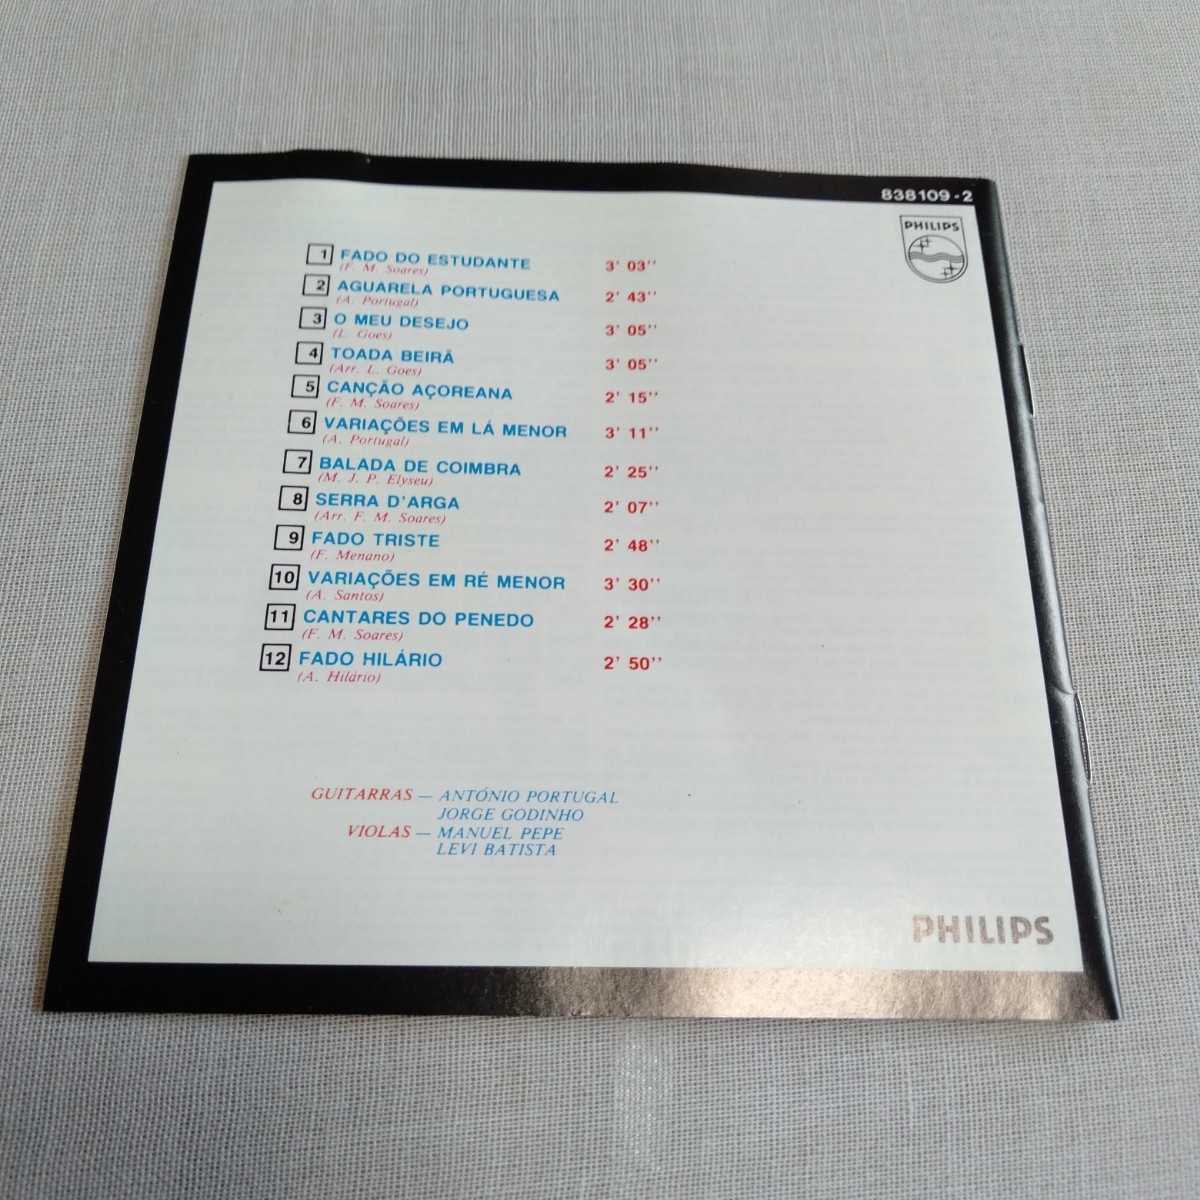 838109-2
PHILIPS
1 FADO DO ESTUDANTE 3' 03''
(F. M. Soares)
2 AGUARELA PORTUGUESA 2' 43''
(A. Portugal)
3 O MEU DESEJO 3' 05''
(L. Goes)
4 TOADA BEIRÃ 3' 05''
(Arr. L. Goes)
5 CANÇÃO AÇOREANA 2' 15''
(F. M. Soares)
6 VARIAÇÕES EM LÁ MENOR 3' 11''
(A. Portugal)
7 BALADA DE COIMBRA 2' 25''
(M. J. P. Elyseu)
8 SERRA D'ARGA 2' 07''
(Arr. F. M. Soares)
9 FADO TRISTE 2' 48''
(F. Menano)
10 VARIAÇÕES EM RÉ MENOR 3' 30''
(A. Santos)
11 CANTARES DO PENEDO 2' 28''
(F. M. Soares)
12 FADO HILÁRIO 2' 50''
(A. Hilário)
GUITARRAS — ANTÓNIO PORTUGAL
JORGE GODINHO
VIOLAS — MANUEL PEPE
LEVI BATISTA
PHILIPS